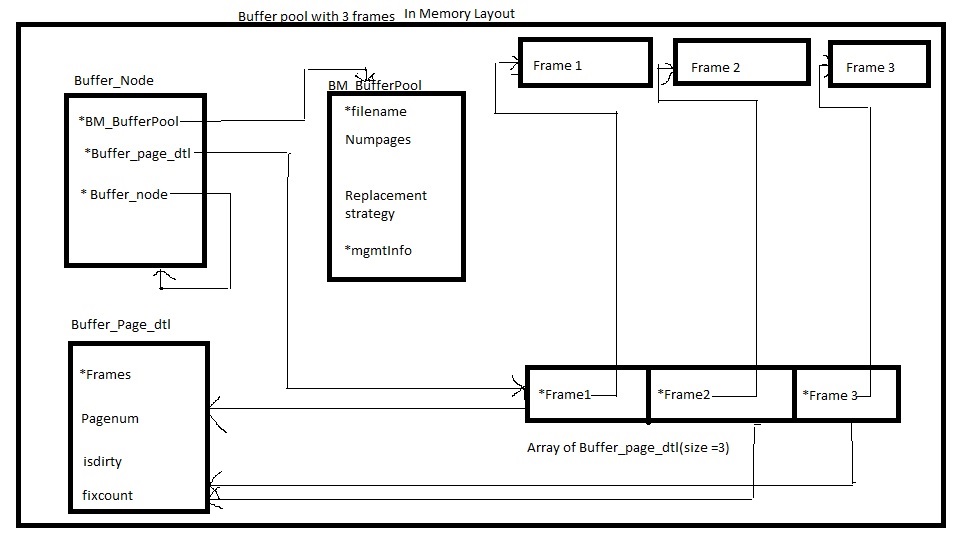 Buffer pool with 3 frames In Memory Layout
Buffer_Node
*BM_BufferPool
*Buffer_page_dtl
* Buffer_node
BM_BufferPool
*filename
Numpages
Replacement
strategy
*mgmtInfo
Frame 1
Frame 2
Frame 3
Buffer_Page_dtl
*Frames
Pagenum
isdirty
fixcount
*Frame1
*Frame2
*Frame 3
Array of Buffer_page_dtl(size =3)